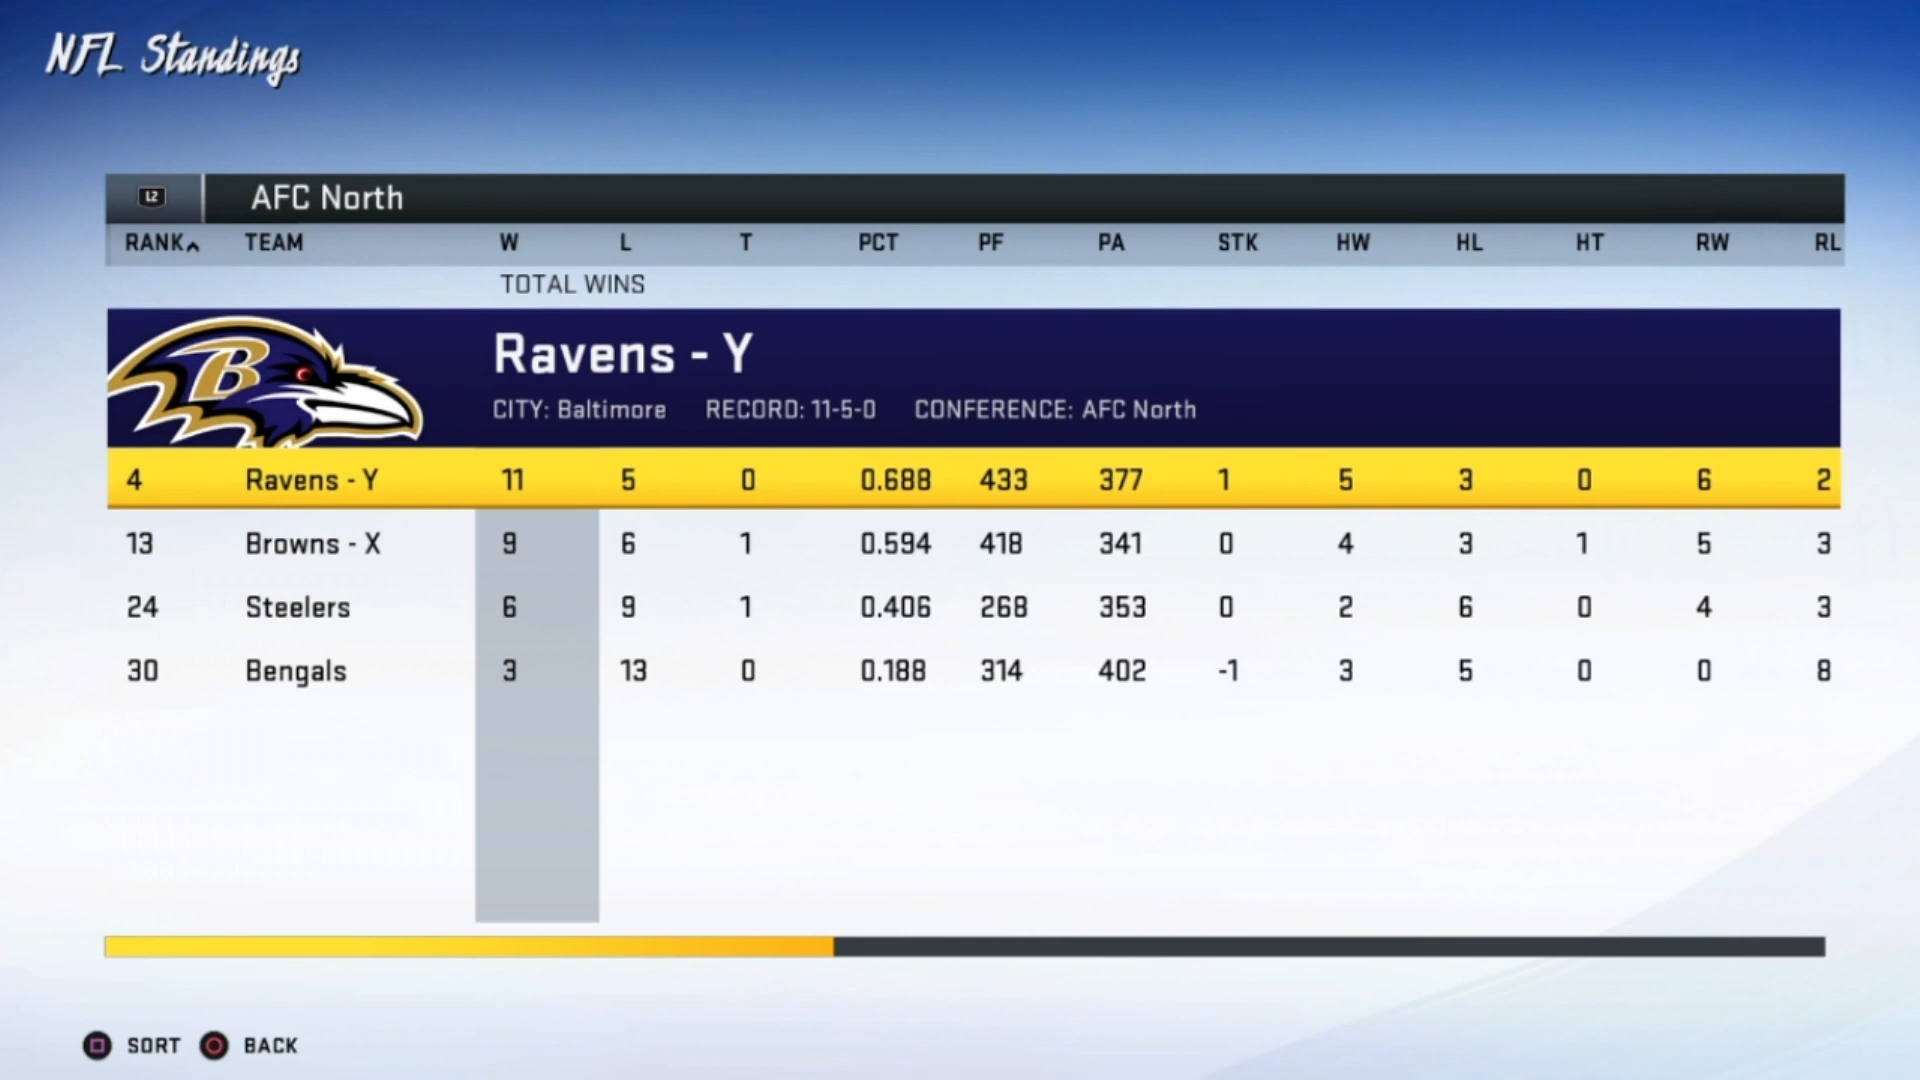 NFL Standings
L2 AFC North
RANK TEAM W L T PCT PF PA STK HW HL HT RW RL
TOTAL WINS
B
Ravens - Y
CITY: Baltimore RECORD: 11-5-0 CONFERENCE: AFC North
4 Ravens - Y 11 5 0 0.688 433 377 1 5 3 0 6 2
13 Browns - X 9 6 1 0.594 418 341 0 4 3 1 5 3
24 Steelers 6 9 1 0.406 268 353 0 2 6 0 4 3
30 Bengals 3 13 0 0.188 314 402 -1 3 5 0 0 8
SORT BACK